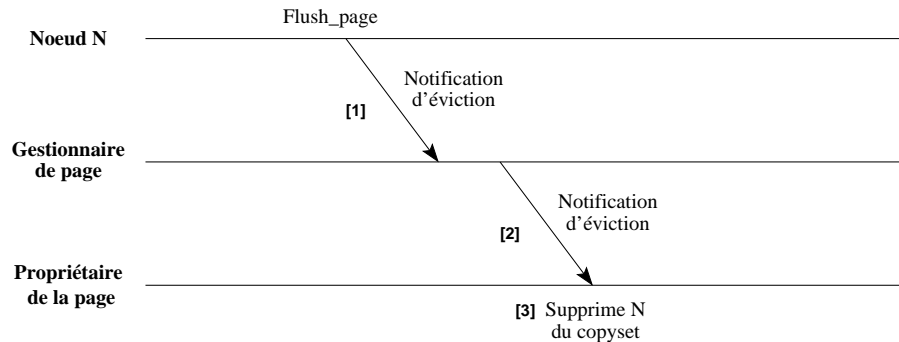 Flush_page
Noeud N
Notification
d’éviction
[1]
Gestionnaire
de page
Notification
d’éviction
[2]
Propriétaire
de la page
[3] Supprime N
du copyset